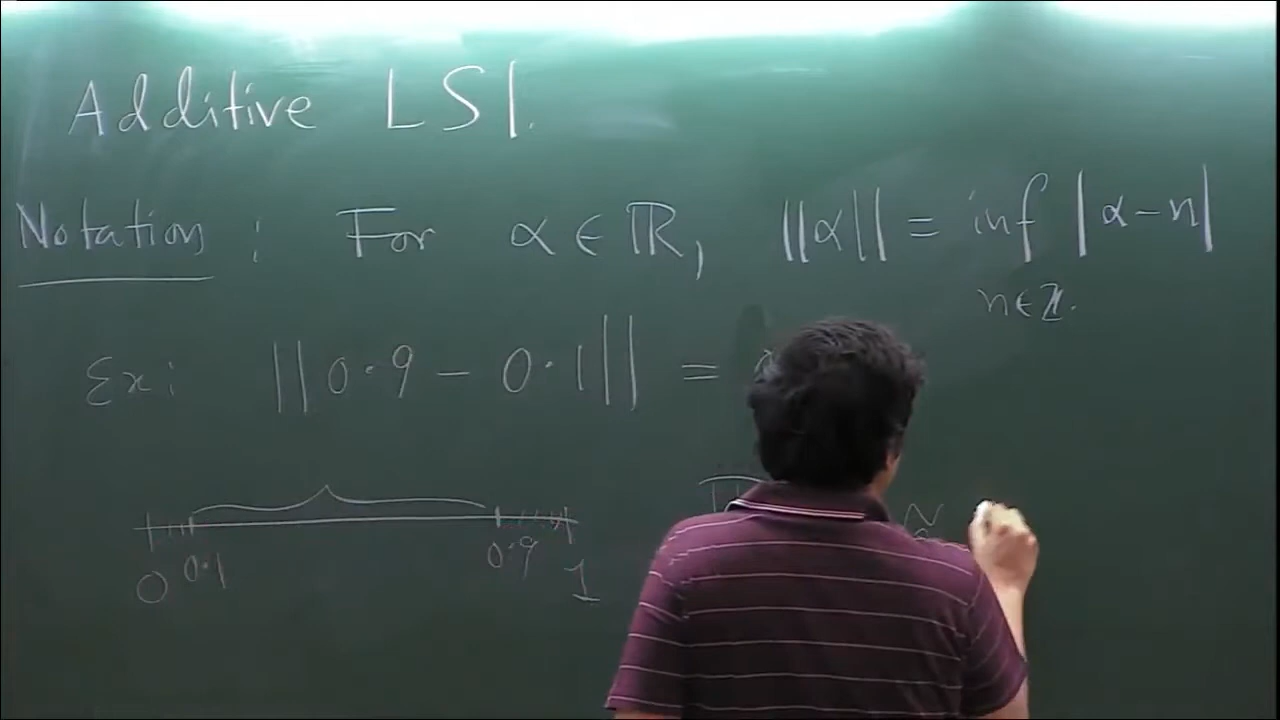 Additive LSI.
Notation : For α ∈ ℝ, ||α|| = inf |α - n|
n ∈ ℤ.
Ex: ||0.9 - 0.1|| =
0 0.1 0.9 1